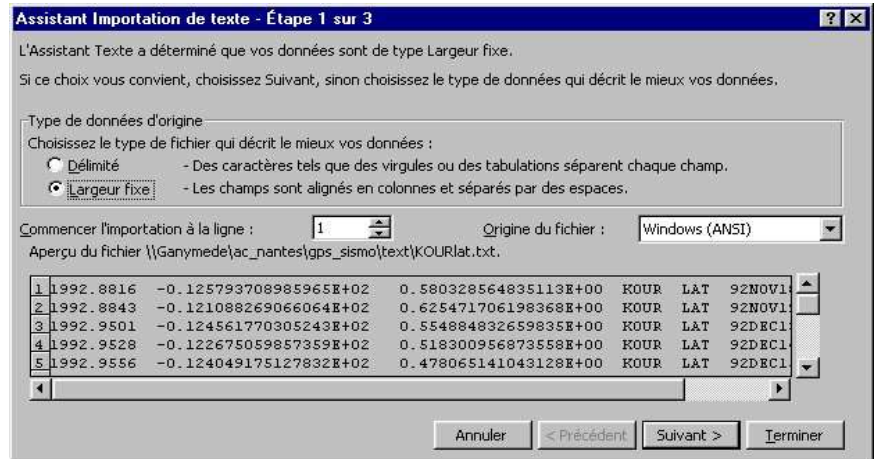 Assistant Importation de texte - Étape 1 sur 3
L'Assistant Texte a déterminé que vos données sont de type Largeur fixe.
Si ce choix vous convient, choisissez Suivant, sinon choisissez le type de données qui décrit le mieux vos données.
Type de données d'origine
Choisissez le type de fichier qui décrit le mieux vos données :
Délimité - Des caractères tels que des virgules ou des tabulations séparent chaque champ.
Largeur fixe - Les champs sont alignés en colonnes et séparés par des espaces.
Commencer l'importation à la ligne : 1 Origine du fichier : Windows (ANSI)
Aperçu du fichier \\Ganymede\ac_nantes\gps_sismo\text\KOURlat.txt.
1 1992.8816 -0.125793708985965E+02 0.580328564835113E+00 KOUR LAT 92NOV1
2 1992.8843 -0.121088269066064E+02 0.625471706198368E+00 KOUR LAT 92NOV1
3 1992.9501 -0.124561770305243E+02 0.554884832659835E+00 KOUR LAT 92DEC1
4 1992.9528 -0.122675059857359E+02 0.518300956873558E+00 KOUR LAT 92DEC1
5 1992.9556 -0.124049175127832E+02 0.478065141043128E+00 KOUR LAT 92DEC1
Annuler < Précédent Suivant > Terminer